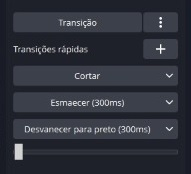 Transição
Transições rápidas
Cortar
Esmaecer (300ms)
Desvanecer para preto (300ms)